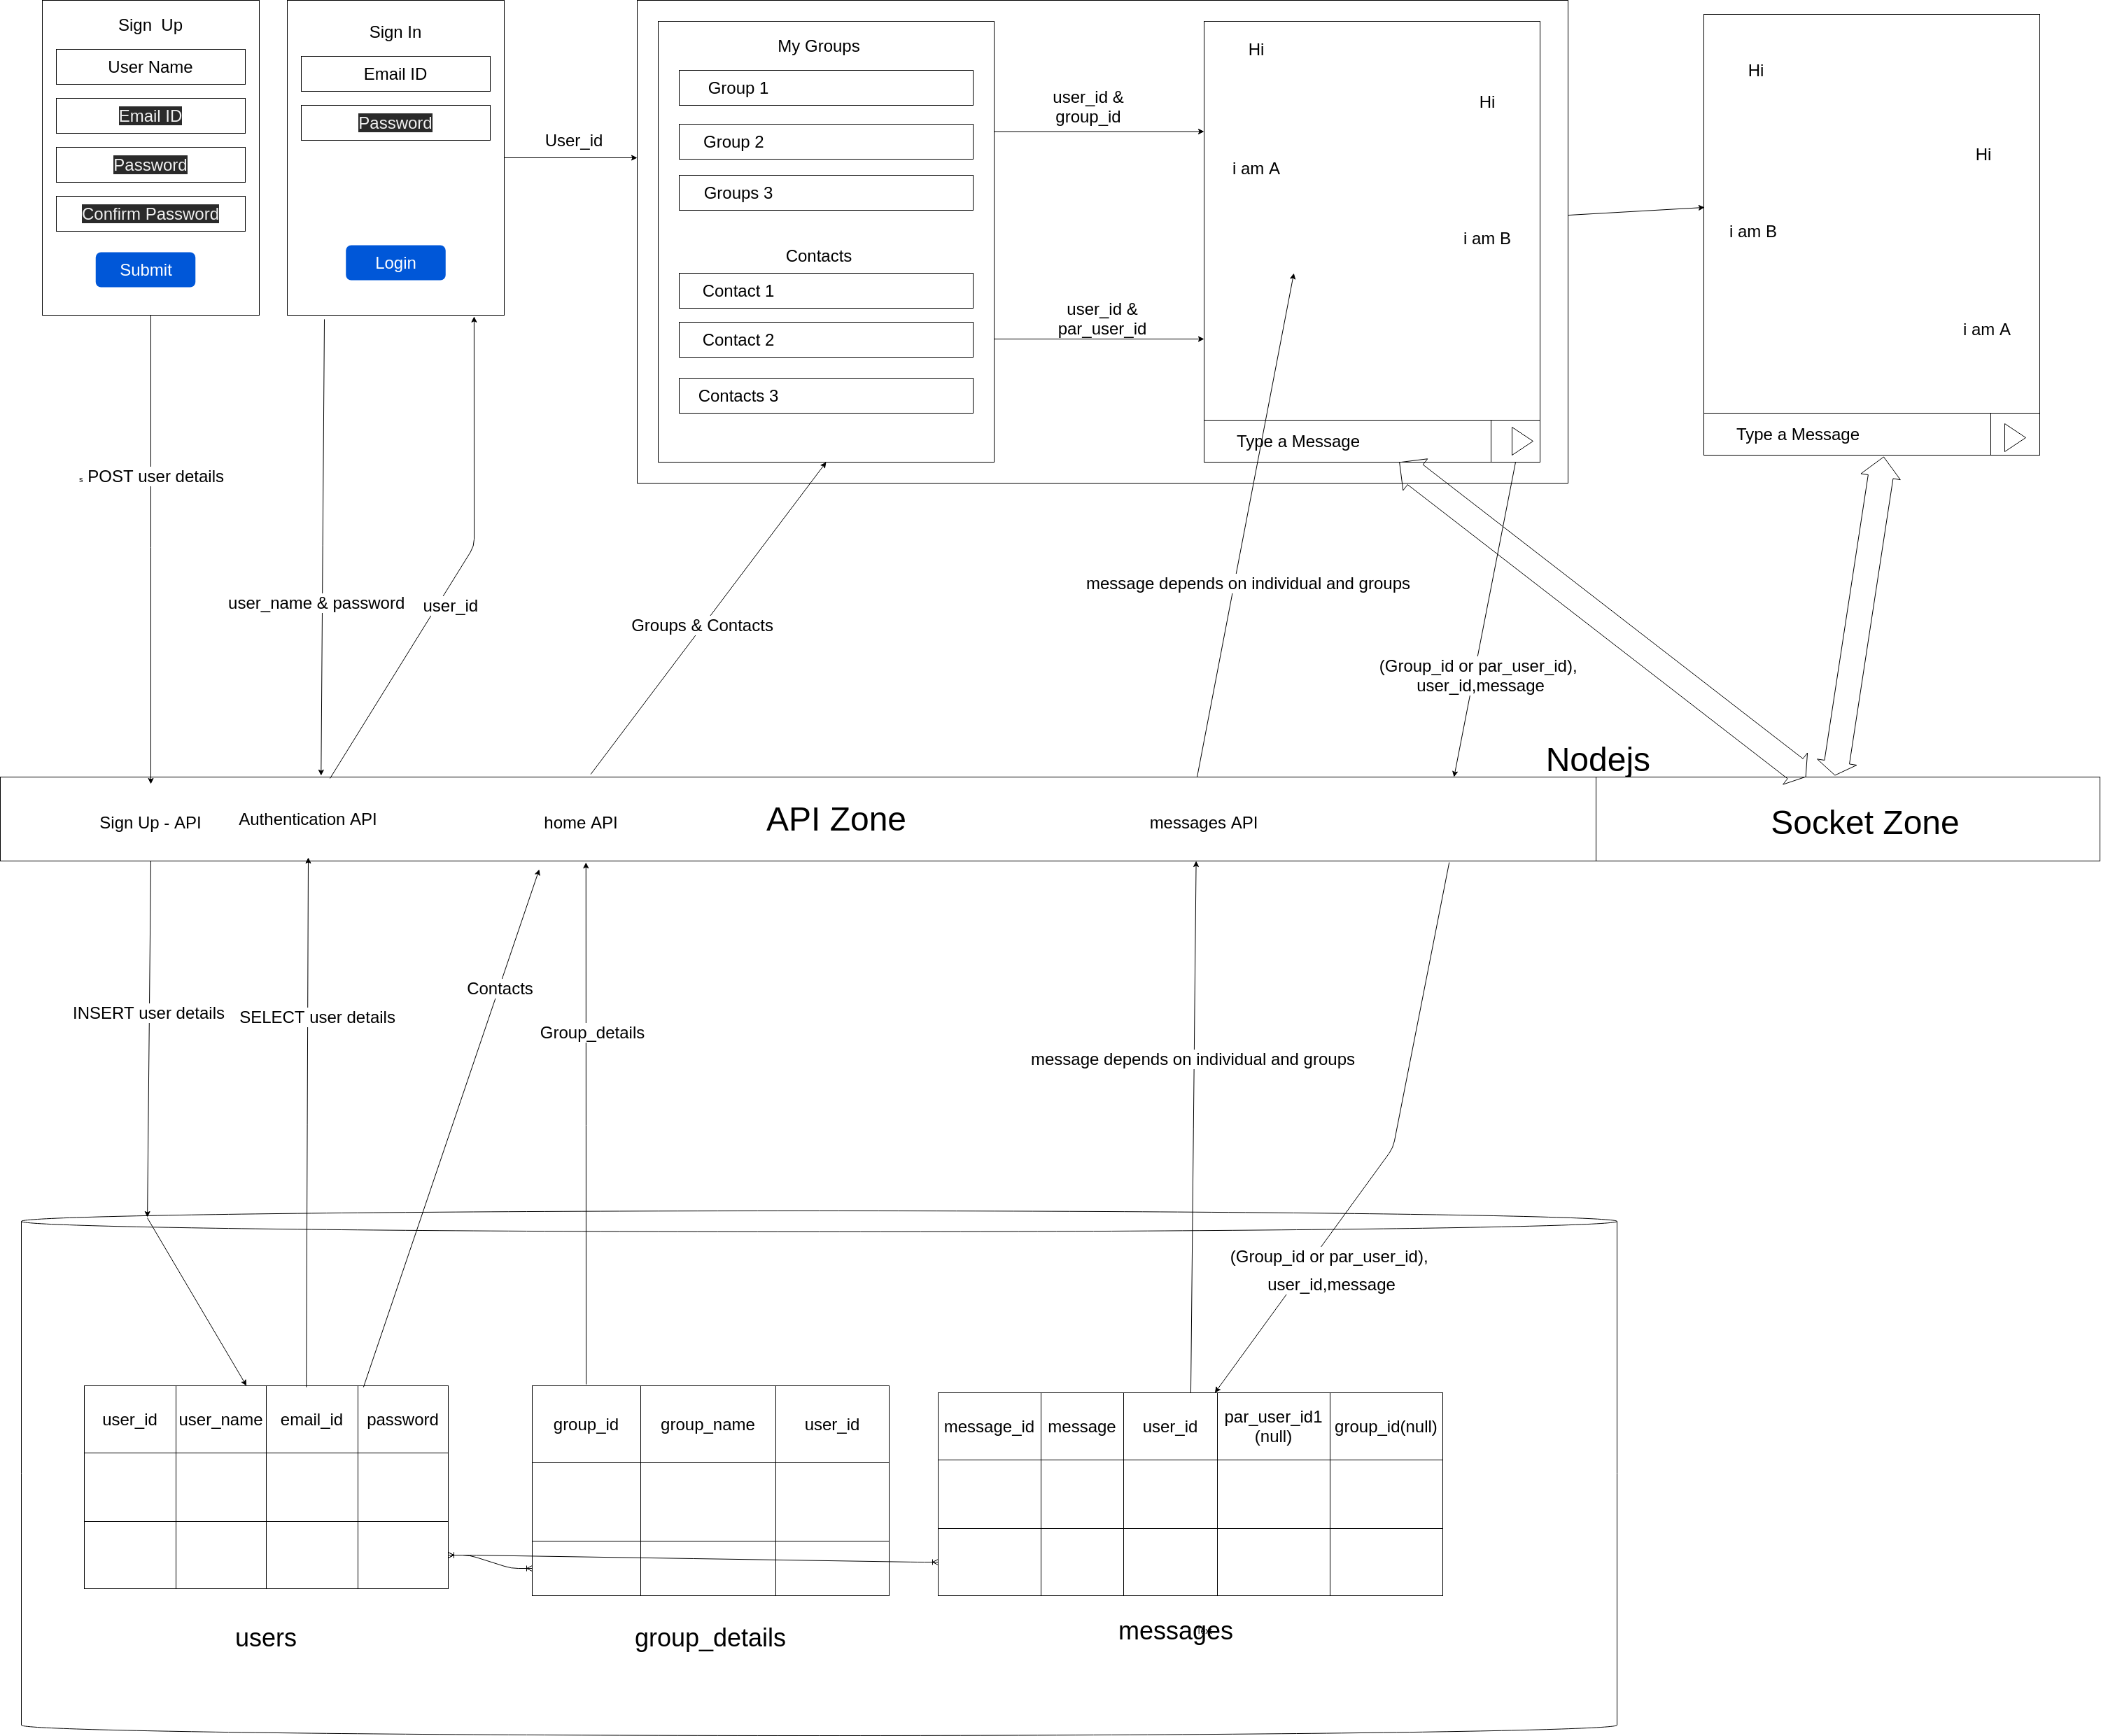 Sign  Up
User Name
Email ID
Password
Confirm Password
Submit
Sign In
Email ID
Password
Login
User_id
My Groups
Group 1
Group 2
Groups 3
Contacts
Contact 1
Contact 2
Contacts 3
user_id &
group_id
user_id &
par_user_id
Hi
Hi
i am A
i am B
Type a Message
Hi
Hi
i am B
i am A
Type a Message
s POST user details
user_name & password
user_id
Groups & Contacts
message depends on individual and groups
(Group_id or par_user_id),
user_id,message
Nodejs
Sign Up - API
Authentication API
home API
API Zone
messages API
Socket Zone
INSERT user details
SELECT user details
Contacts
Group_details
message depends on individual and groups
(Group_id or par_user_id),
user_id,message
user_id
user_name
email_id
password
group_id
group_name
user_id
message_id
message
user_id
par_user_id1
(null)
group_id(null)
users
group_details
messages